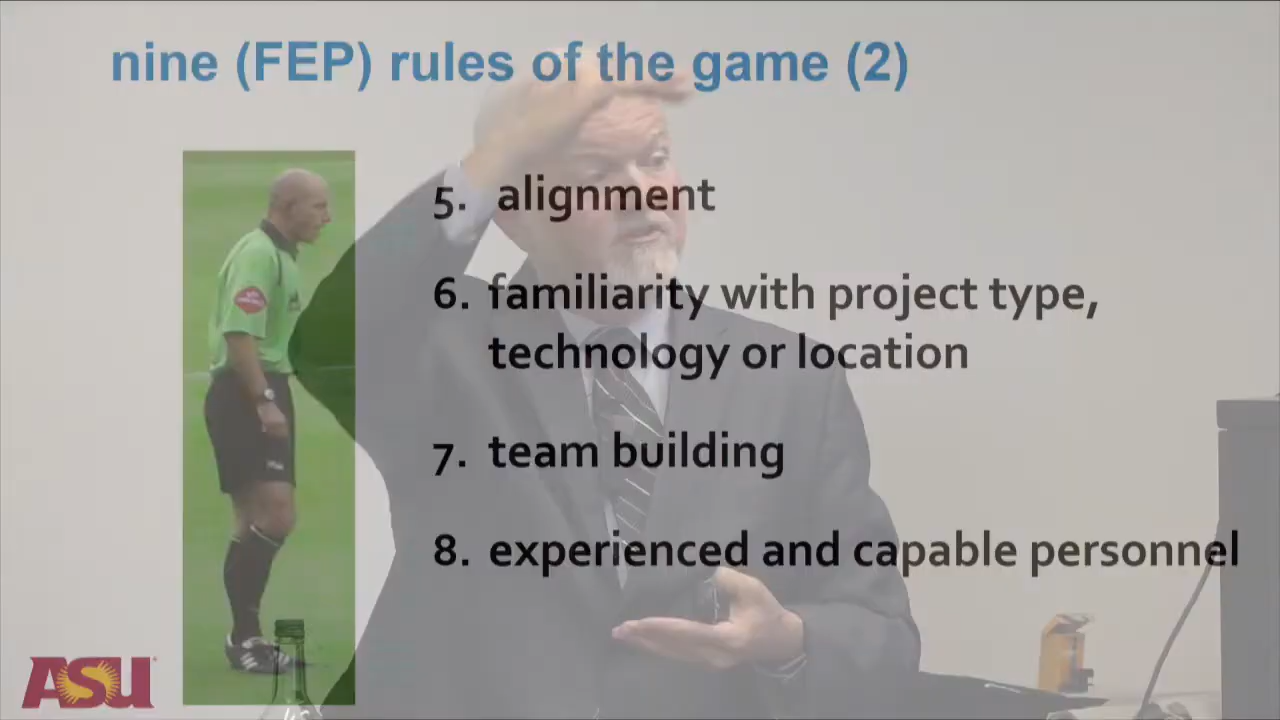 nine (FEP) rules of the game (2)
5. alignment
6. familiarity with project type,
technology or location
7. team building
8. experienced and capable personnel
ASU